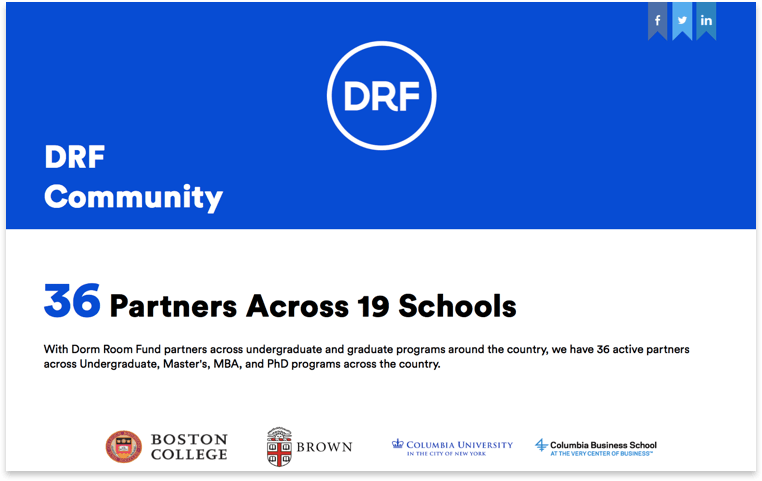 f
in
DRF
DRF
Community
36 Partners Across 19 Schools
With Dorm Room Fund partners across undergraduate and graduate programs around the country, we have 36 active partners
across Undergraduate, Master's, MBA, and PhD programs across the country.
BOSTON
COLLEGE
BROWN
COLUMBIA UNIVERSITY
IN THE CITY OF NEW YORK
Columbia Business School
AT THE VERY CENTER OF BUSINESS™